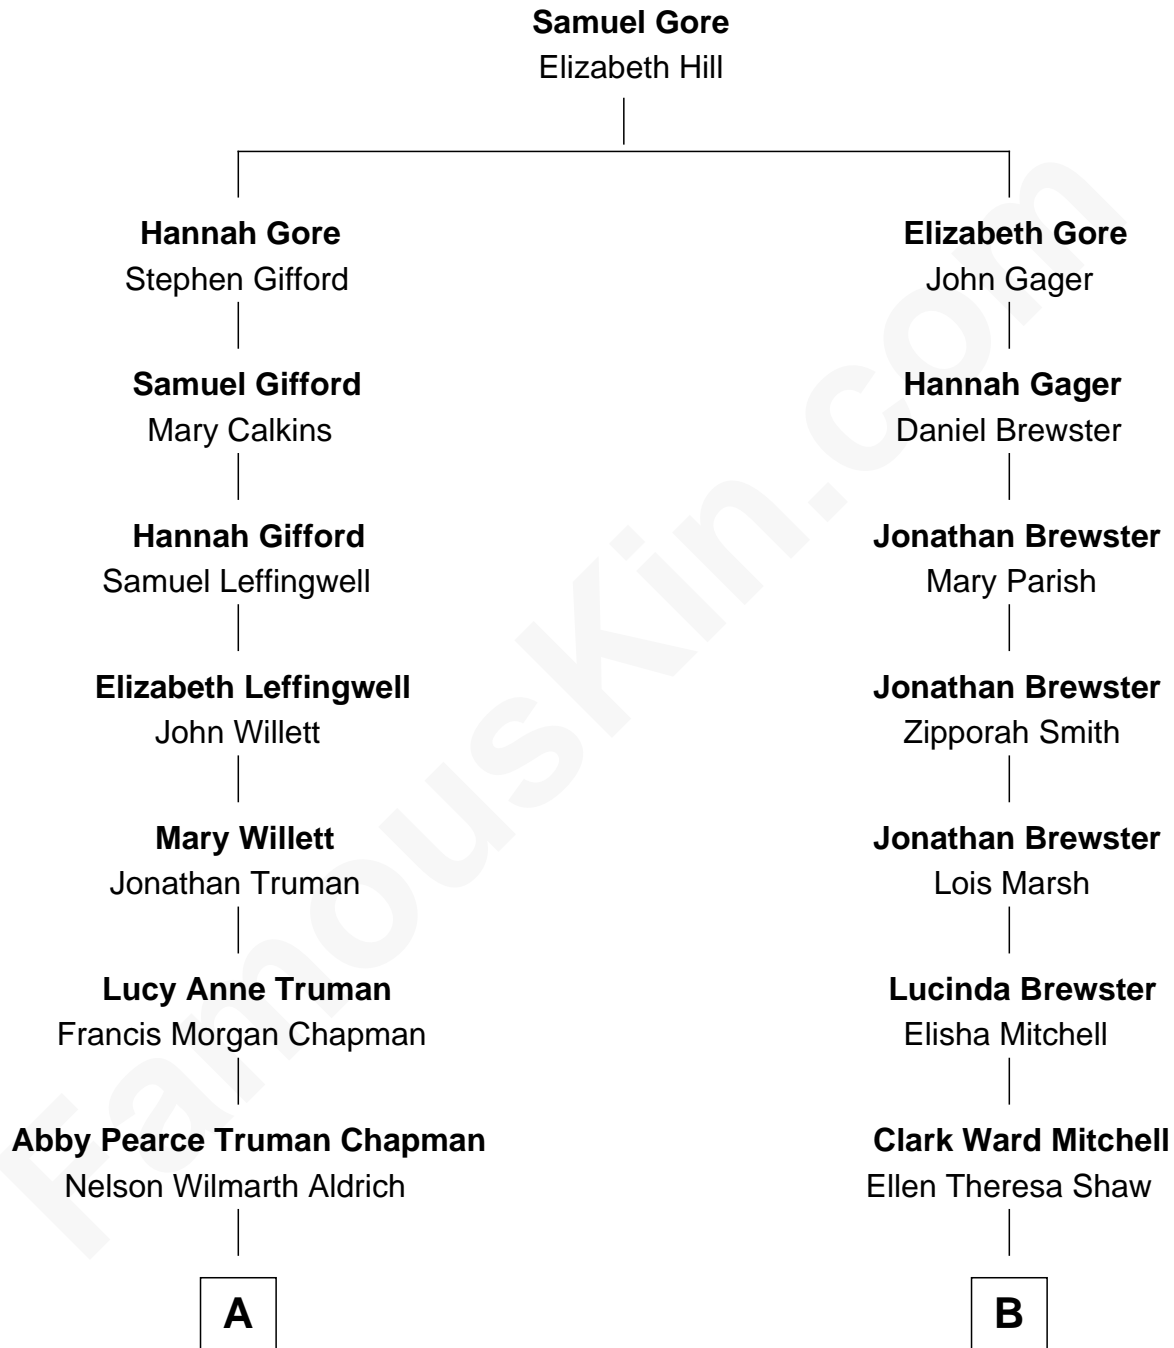 Samuel Gore
Elizabeth Hill
Hannah Gore
Stephen Gifford
Elizabeth Gore
John Gager
Samuel Gifford
Mary Calkins
Hannah Gager
Daniel Brewster
Hannah Gifford
Samuel Leffingwell
Jonathan Brewster
Mary Parish
Elizabeth Leffingwell
John Willett
Jonathan Brewster
Zipporah Smith
Mary Willett
Jonathan Truman
Jonathan Brewster
Lois Marsh
Lucy Anne Truman
Francis Morgan Chapman
Lucinda Brewster
Elisha Mitchell
Abby Pearce Truman Chapman
Nelson Wilmarth Aldrich
Clark Ward Mitchell
Ellen Theresa Shaw
A
B
FamousKin.com